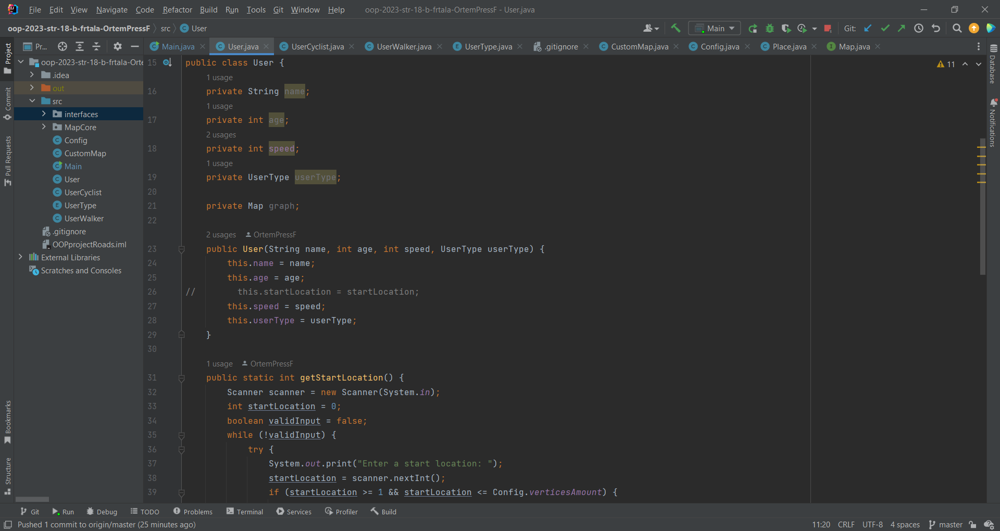 File Edit View Navigate Code Refactor Build Run Tools Git Window Help oop-2023-str-18-b-frtala-OrtemPressF - User.java
oop-2023-str-18-b-frtala-OrtemPressF src User Main Git:
Pr... Main.java User.java UserCyclist.java UserWalker.java UserType.java .gitignore CustomMap.java Config.java Place.java Map.java
Project
Commit
Pull Requests
Bookmarks
Structure
oop-2023-str-18-b-frtala-Orte
.idea
out
src
interfaces
MapCore
Config
CustomMap
Main
User
UserCyclist
UserType
UserWalker
.gitignore
OOPprojectRoads.iml
External Libraries
Scratches and Consoles
15 public class User {
1 usage
16 private String name;
1 usage
17 private int age;
2 usages
18 private int speed;
1 usage
19 private UserType userType;
20
21 private Map graph;
22
2 usages OrtemPressF
23 public User(String name, int age, int speed, UserType userType) {
24 this.name = name;
25 this.age = age;
26 // this.startLocation = startLocation;
27 this.speed = speed;
28 this.userType = userType;
29 }
30
1 usage OrtemPressF
31 public static int getStartLocation() {
32 Scanner scanner = new Scanner(System.in);
33 int startLocation = 0;
34 boolean validInput = false;
35 while (!validInput) {
36 try {
37 System.out.print("Enter a start location: ");
38 startLocation = scanner.nextInt();
39 if (startLocation >= 1 && startLocation <= Config.verticesAmount) {
11
Database
Notifications
Git Run Debug TODO Problems Terminal Services Profiler Build
Pushed 1 commit to origin/master (25 minutes ago) 11:20 CRLF UTF-8 4 spaces master